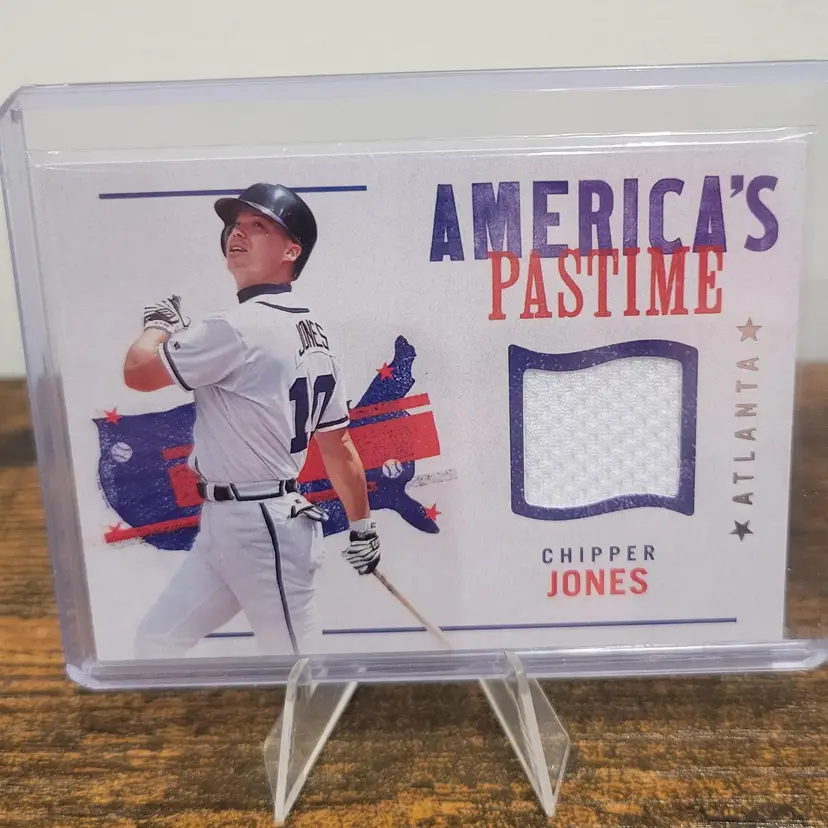 AMERICA'S
PASTIME
JONES
10
ATLANTA
CHIPPER
JONES